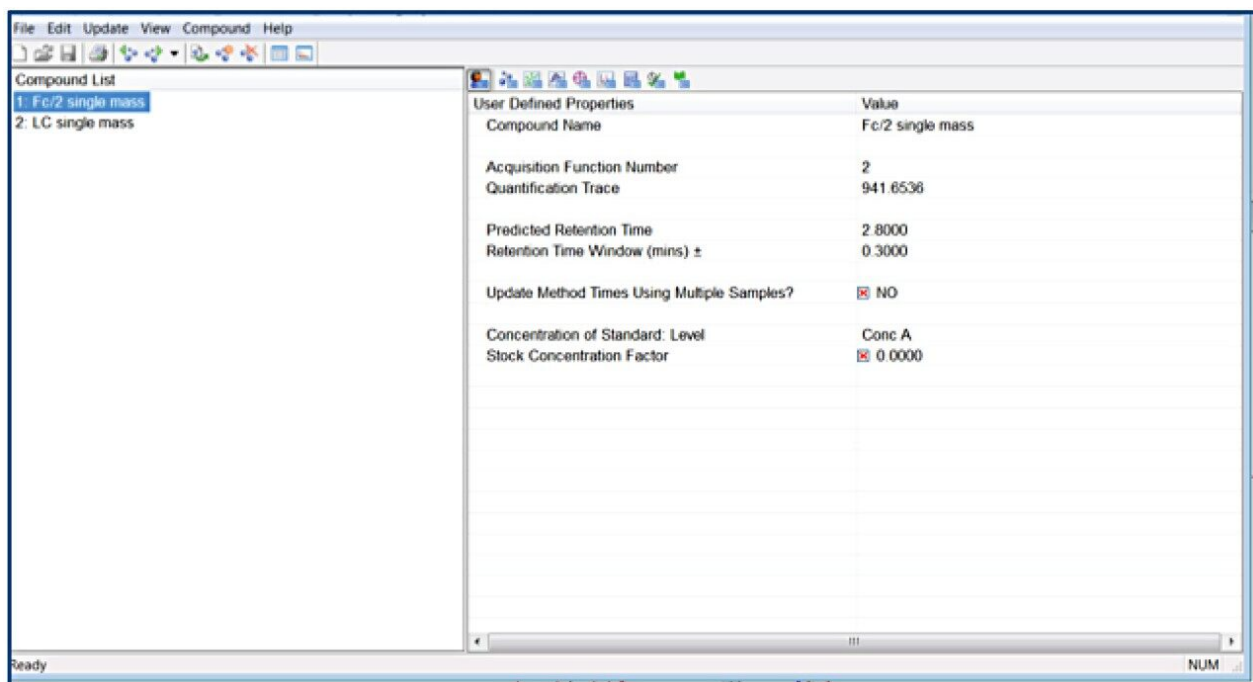 File Edit Update View Compound Help
Compound List
1: Fc/2 single mass
2: LC single mass
User Defined Properties Value
Compound Name Fc/2 single mass
Acquisition Function Number 2
Quantification Trace 941.6536
Predicted Retention Time 2.8000
Retention Time Window (mins) ± 0.3000
Update Method Times Using Multiple Samples? NO
Concentration of Standard: Level Conc A
Stock Concentration Factor 0.0000
Ready NUM